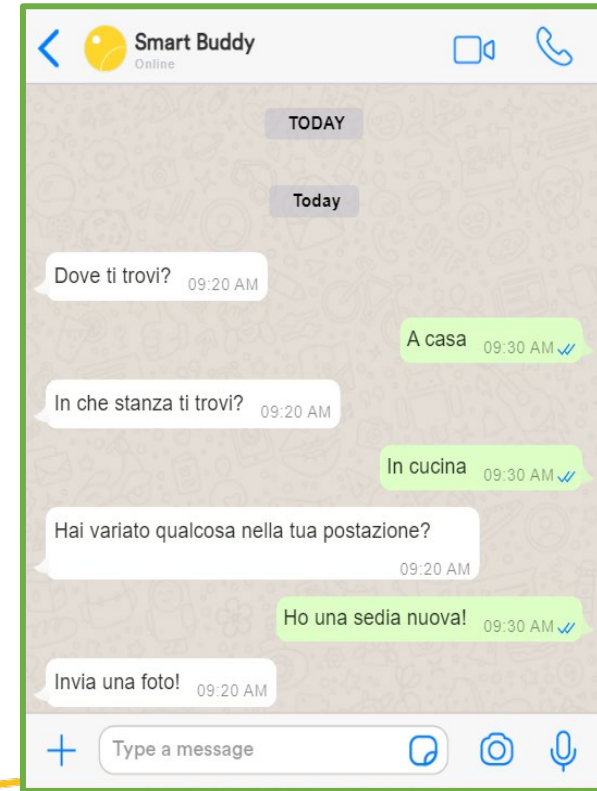 Smart Buddy
Online
TODAY
Today
Dove ti trovi? 09:20 AM
A casa 09:30 AM
In che stanza ti trovi? 09:20 AM
In cucina 09:30 AM
Hai variato qualcosa nella tua postazione?
09:20 AM
Ho una sedia nuova! 09:30 AM
Invia una foto! 09:20 AM
Type a message